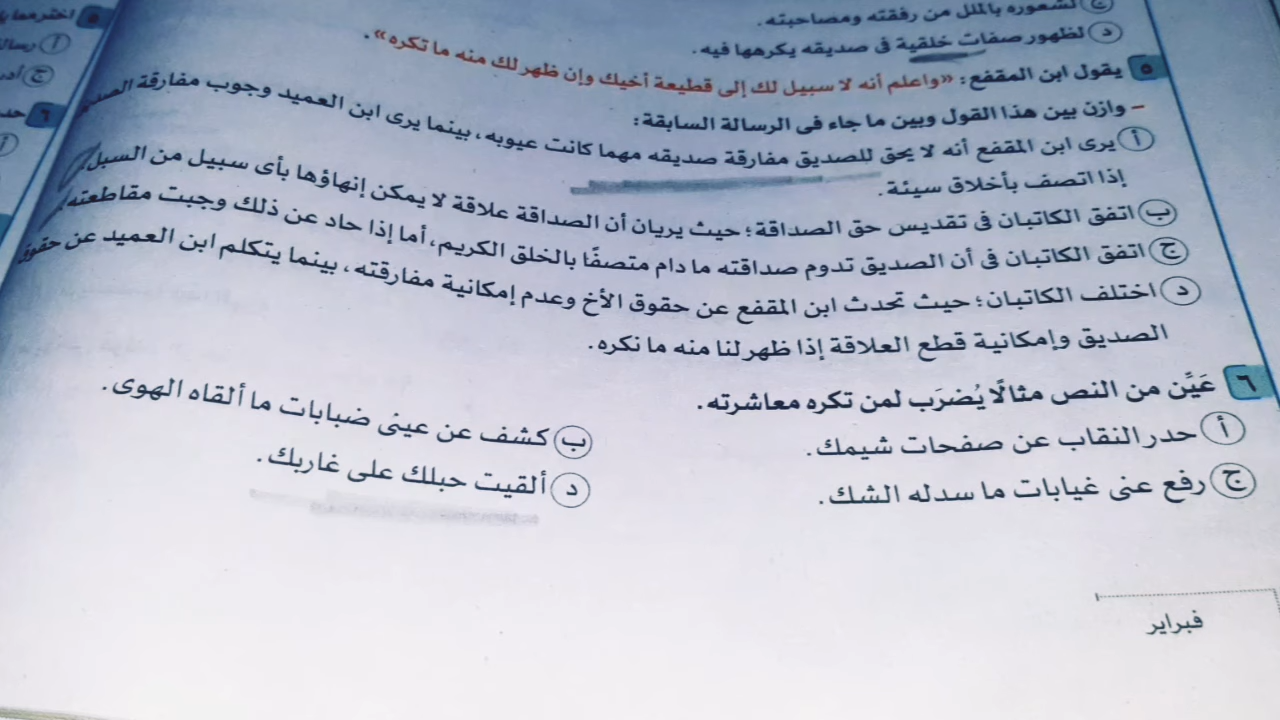 ج لشعوره بالملل من رفقته ومصاحبته.
د لظهور صفات خلقية فى صديقه يكرهها فيه.
٥ يقول ابن المقفع: «واعلم أنه لا سبيل لك إلى قطيعة أخيك وإن ظهر لك منه ما تكره».
- وازن بين هذا القول وبين ما جاء فى الرسالة السابقة:
أ يرى ابن المقفع أنه لا يحق للصديق مفارقة صديقه مهما كانت عيوبه، بينما يرى ابن العميد وجوب مفارقة
إذا اتصف بأخلاق سيئة.
ب اتفق الكاتبان فى تقديس حق الصداقة؛ حيث يريان أن الصداقة علاقة لا يمكن إنهاؤها بأى سبيل من السبل
ج اتفق الكاتبان فى أن الصديق تدوم صداقته ما دام متصفًا بالخلق الكريم، أما إذا حاد عن ذلك وجبت مقاطعته
د اختلف الكاتبان؛ حيث تحدث ابن المقفع عن حقوق الأخ وعدم إمكانية مفارقته، بينما يتكلم ابن العميد عن حقوق
الصديق وإمكانية قطع العلاقة إذا ظهر لنا منه ما نكره.
٦ عَيِّن من النص مثالًا يُضرَب لمن تكره معاشرته.
أ حدر النقاب عن صفحات شيمك.
ب كشف عن عينى ضبابات ما ألقاه الهوى.
ج رفع عنى غيابات ما سدله الشك.
د ألقيت حبلك على غاربك.
فبراير
٥ اختر مما
أ رسالة
ج
٦ حدد
أ